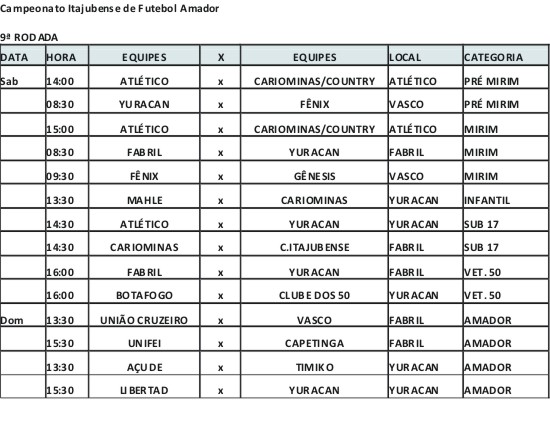 Campeonato Itajubense de Futebol Amador
9ª RODADA
DATA HORA EQUIPES X EQUIPES LOCAL CATEGORIA
Sab 14:00 ATLÉTICO x CARIOMINAS/COUNTRY ATLÉTICO PRÉ MIRIM
08:30 YURACAN x FÊNIX VASCO PRÉ MIRIM
15:00 ATLÉTICO x CARIOMINAS/COUNTRY ATLÉTICO MIRIM
08:30 FABRIL x YURACAN FABRIL MIRIM
09:30 FÊNIX x GÊNESIS VASCO MIRIM
13:30 MAHLE x CARIOMINAS YURACAN INFANTIL
14:30 ATLÉTICO x YURACAN YURACAN SUB 17
14:30 CARIOMINAS x C.ITAJUBENSE FABRIL SUB 17
16:00 FABRIL x YURACAN FABRIL VET. 50
16:00 BOTAFOGO x CLUBE DOS 50 YURACAN VET. 50
Dom 13:30 UNIÃO CRUZEIRO x VASCO FABRIL AMADOR
15:30 UNIFEI x CAPETINGA FABRIL AMADOR
13:30 AÇUDE x TIMIKO YURACAN AMADOR
15:30 LIBERTAD x YURACAN YURACAN AMADOR